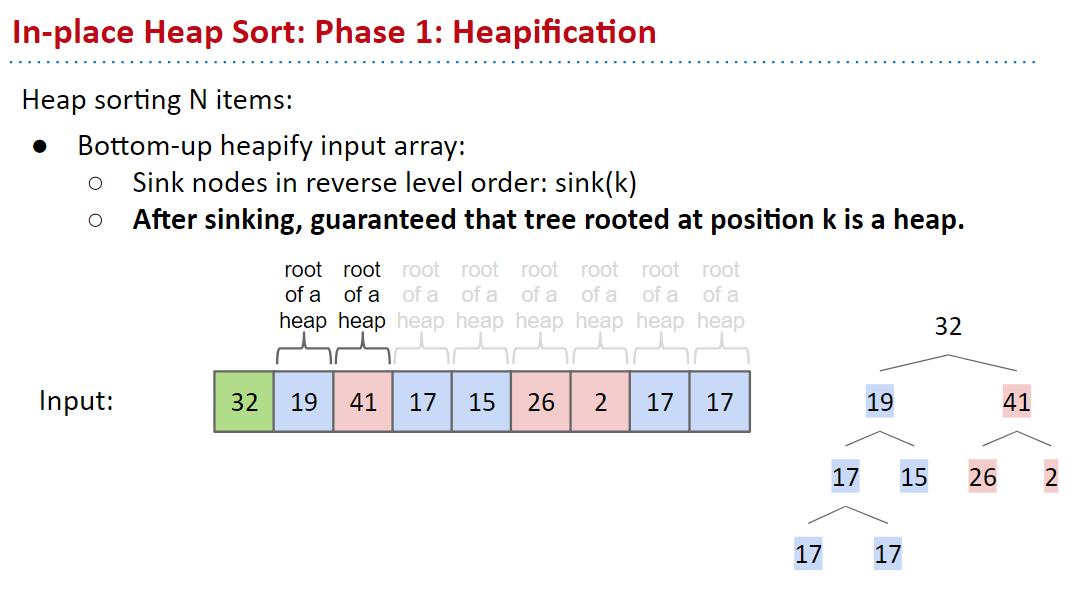 In-place Heap Sort: Phase 1: Heapification
Heap sorting N items:
● Bottom-up heapify input array:
○ Sink nodes in reverse level order: sink(k)
○ After sinking, guaranteed that tree rooted at position k is a heap.
root root root root root root root root
of a of a of a of a of a of a of a of a
heap heap heap heap heap heap heap heap
Input: 32 19 41 17 15 26 2 17 17
32
19 41
17 15 26 2
17 17